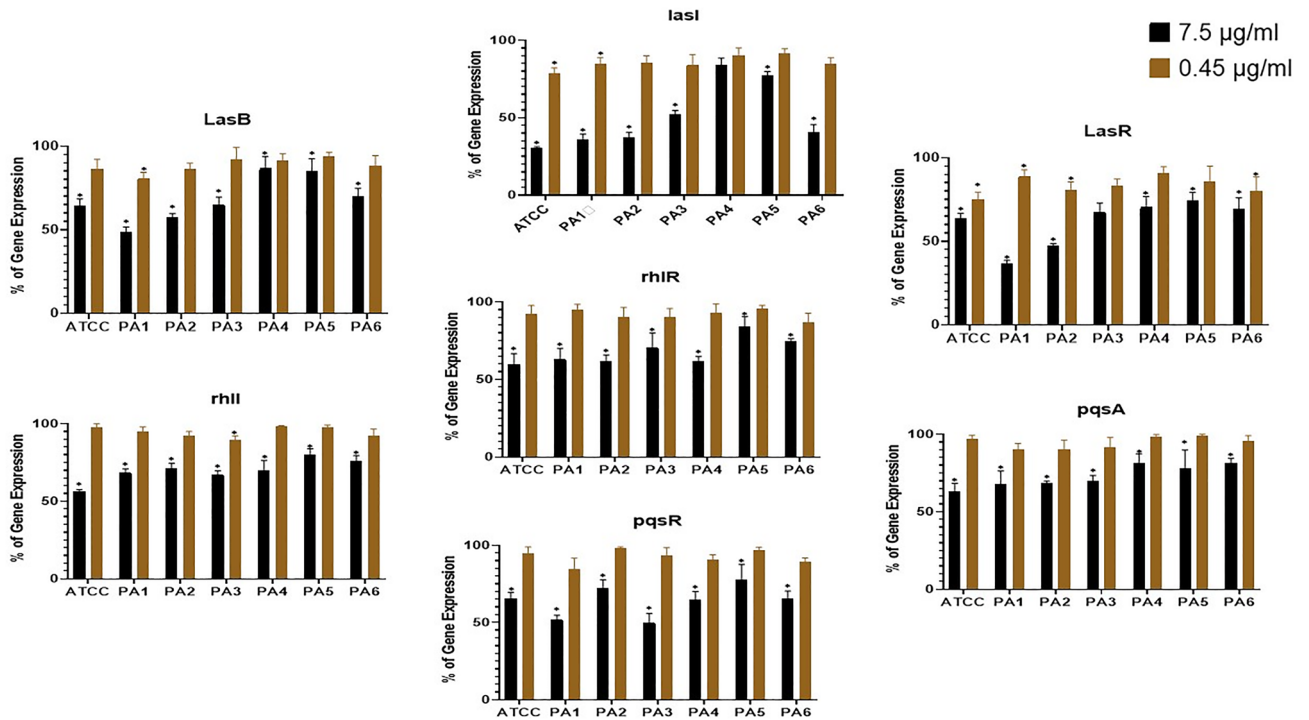 7.5 µg/ml
0.45 µg/ml
LasB
% of Gene Expression
100
50
0
ATCC PA1 PA2 PA3 PA4 PA5 PA6
rhlI
% of Gene Expression
100
50
0
ATCC PA1 PA2 PA3 PA4 PA5 PA6
lasI
% of Gene Expression
100
50
0
ATCC PA1□ PA2 PA3 PA4 PA5 PA6
rhlR
% of Gene Expression
100
50
0
ATCC PA1 PA2 PA3 PA4 PA5 PA6
pqsR
% of Gene Expression
100
50
0
ATCC PA1 PA2 PA3 PA4 PA5 PA6
LasR
% of Gene Expression
100
50
0
ATCC PA1 PA2 PA3 PA4 PA5 PA6
pqsA
% of Gene Expression
100
50
0
ATCC PA1 PA2 PA3 PA4 PA5 PA6